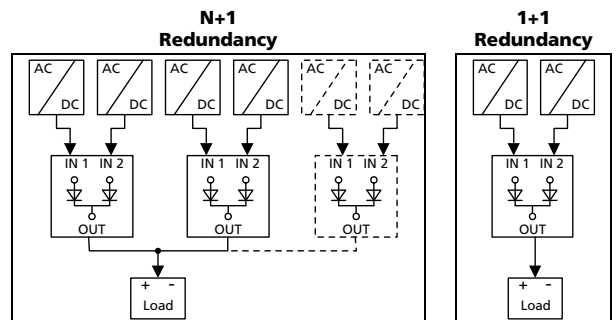 N+1
Redundancy
1+1
Redundancy
AC
DC
AC
DC
AC
DC
AC
DC
AC
DC
AC
DC
AC
DC
AC
DC
IN 1 IN 2
IN 1 IN 2
IN 1 IN 2
IN 1 IN 2
OUT
OUT
OUT
OUT
+ -
Load
+ -
Load